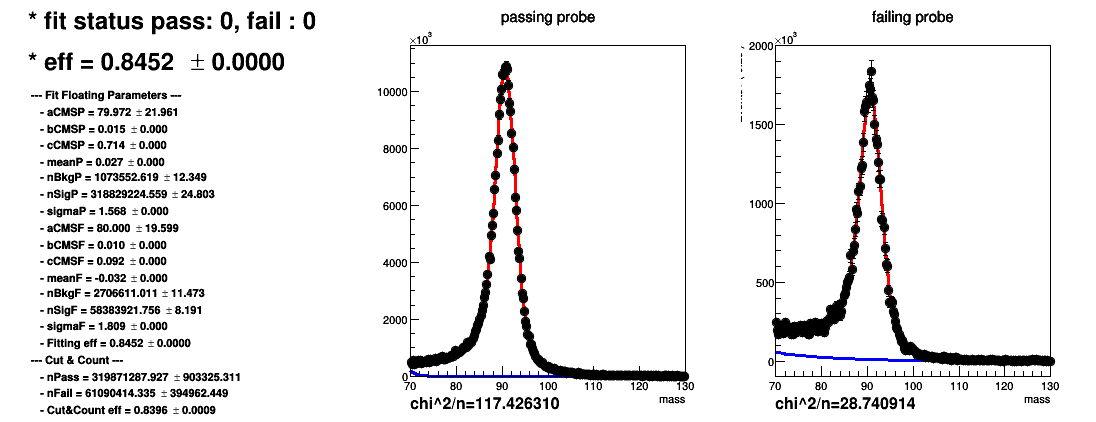 * fit status pass: 0, fail : 0
* eff = 0.8452 ± 0.0000
--- Fit Floating Parameters ---
- aCMSP = 79.972 ± 21.961
- bCMSP = 0.015 ± 0.000
- cCMSP = 0.714 ± 0.000
- meanP = 0.027 ± 0.000
- nBkgP = 1073552.619 ± 12.349
- nSigP = 318829224.559 ± 24.803
- sigmaP = 1.568 ± 0.000
- aCMSF = 80.000 ± 19.599
- bCMSF = 0.010 ± 0.000
- cCMSF = 0.092 ± 0.000
- meanF = -0.032 ± 0.000
- nBkgF = 2706611.011 ± 11.473
- nSigF = 58383921.756 ± 8.191
- sigmaF = 1.809 ± 0.000
- Fitting eff = 0.8452 ± 0.0000
--- Cut & Count ---
- nPass = 319871287.927 ± 903325.311
- nFail = 61090414.335 ± 394962.449
- Cut&Count eff = 0.8396 ± 0.0009
passing probe
×10³
10000
8000
6000
4000
2000
0
70 80 90 100 110 120 130
mass
chi^2/n=117.426310
failing probe
×10³
2000
1500
1000
500
0
70 80 90 100 110 120 130
mass
chi^2/n=28.740914